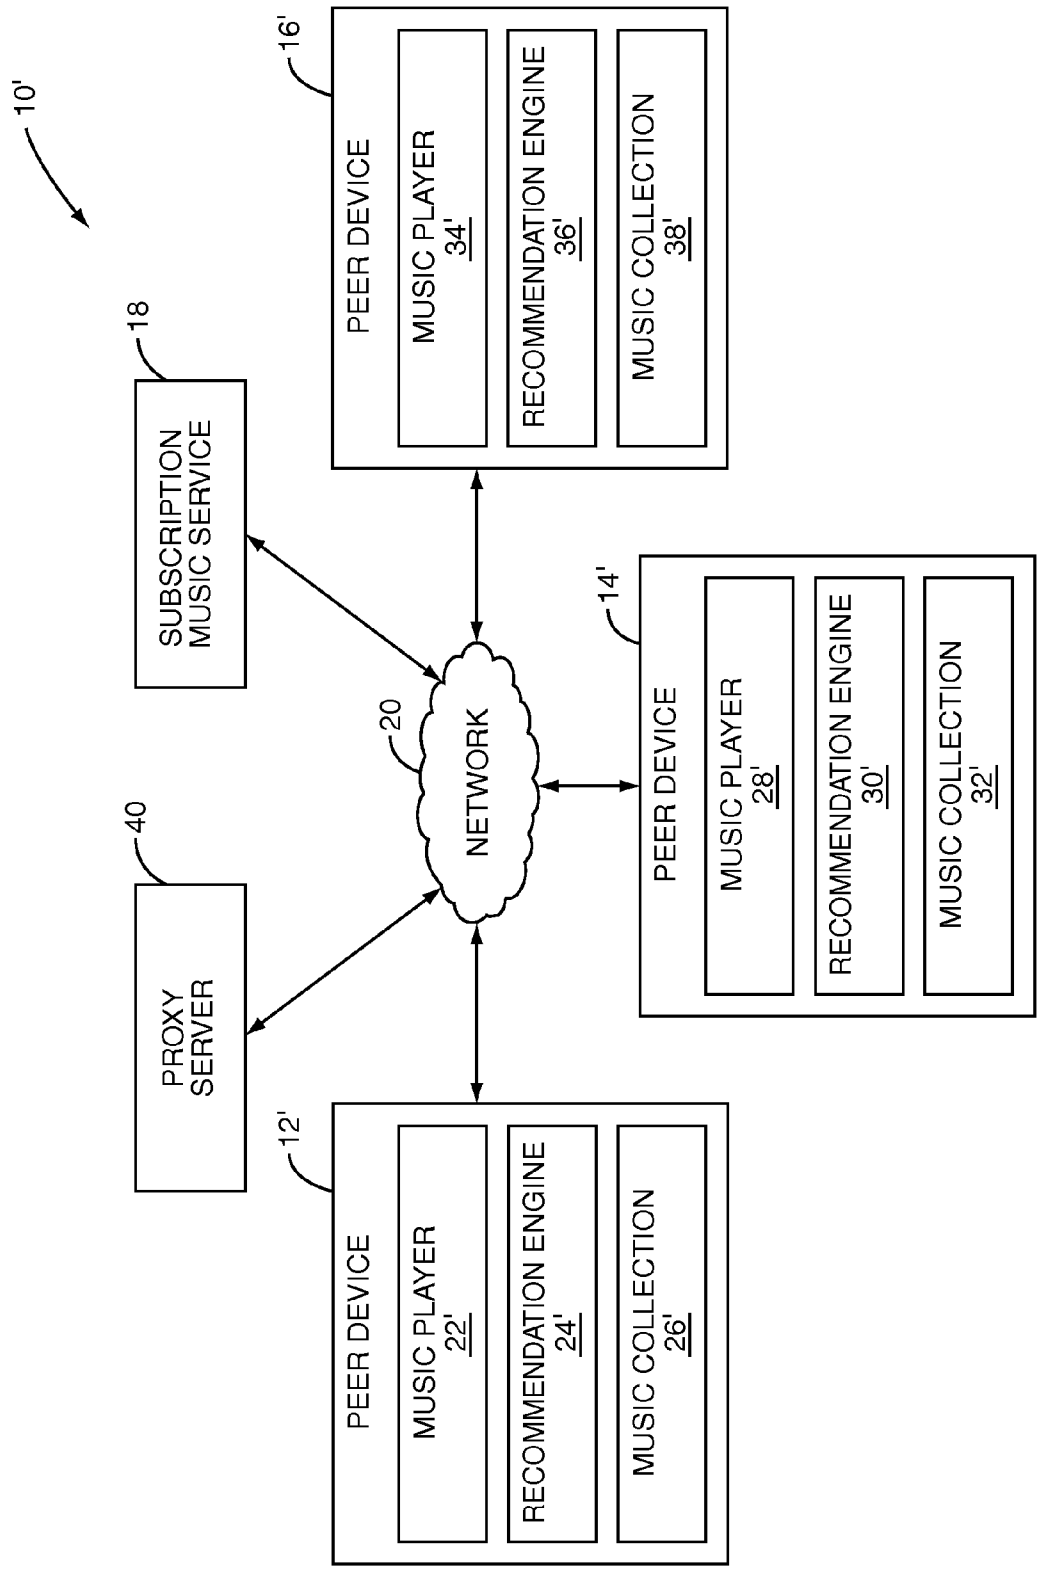 10'
PROXY
SERVER
40
SUBSCRIPTION
MUSIC SERVICE
18
NETWORK
20
12'
PEER DEVICE
MUSIC PLAYER
22'
RECOMMENDATION ENGINE
24'
MUSIC COLLECTION
26'
14'
PEER DEVICE
MUSIC PLAYER
28'
RECOMMENDATION ENGINE
30'
MUSIC COLLECTION
32'
16'
PEER DEVICE
MUSIC PLAYER
34'
RECOMMENDATION ENGINE
36'
MUSIC COLLECTION
38'